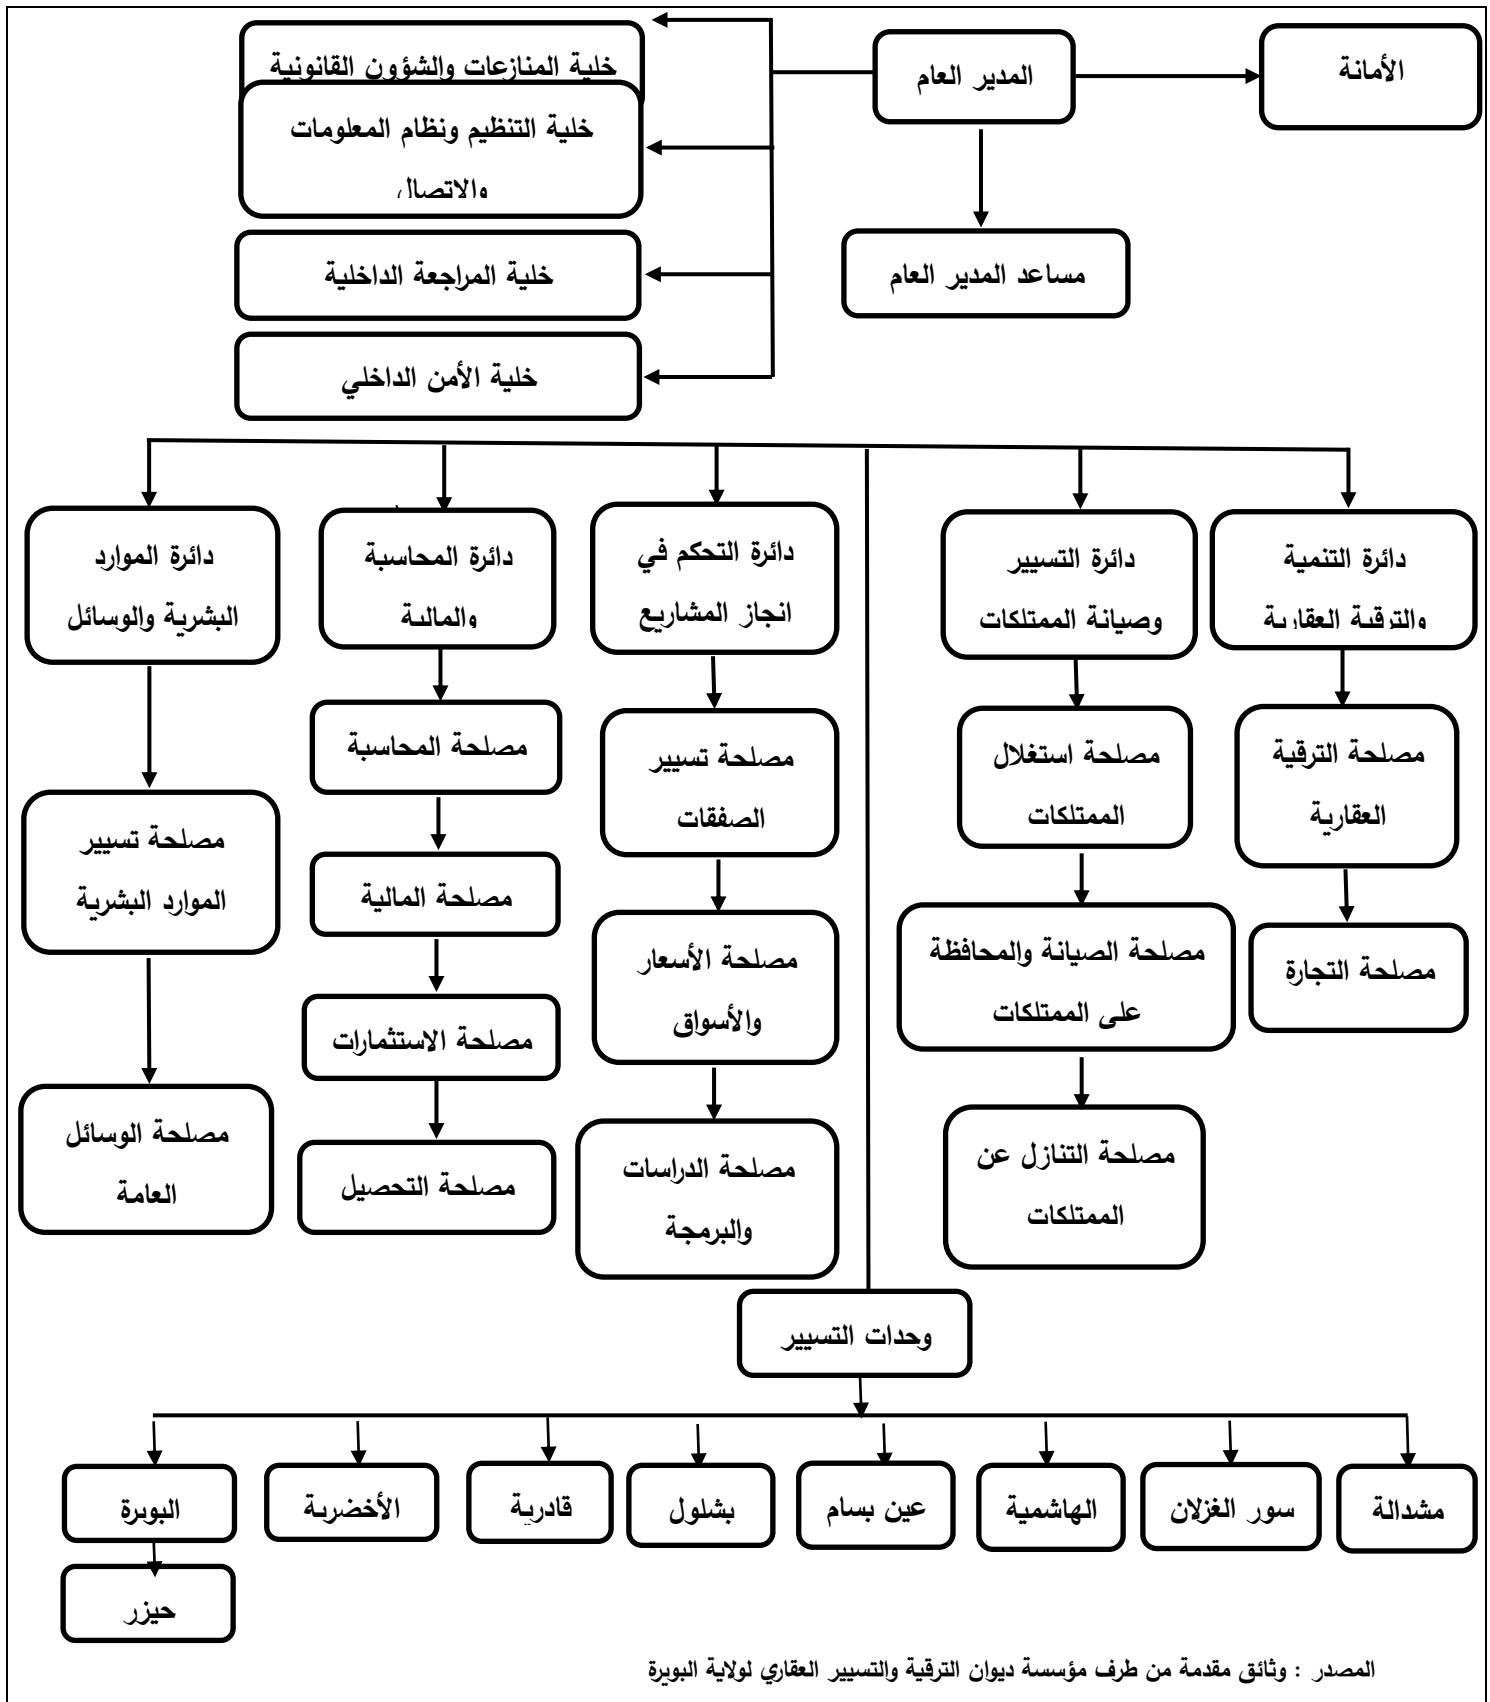 الأمانة
المدير العام
خلية المنازعات والشؤون القانونية
خلية التنظيم ونظام المعلومات
والاتصال
مساعد المدير العام
خلية المراجعة الداخلية
خلية الأمن الداخلي
دائرة التنمية
والترقية العقارية
دائرة التسيير
وصيانة الممتلكات
دائرة التحكم في
انجاز المشاريع
دائرة المحاسبة
والمالية
دائرة الموارد
البشرية والوسائل
مصلحة الترقية
العقارية
مصلحة التجارة
مصلحة استغلال
الممتلكات
مصلحة الصيانة والمحافظة
على الممتلكات
مصلحة التنازل عن
الممتلكات
مصلحة تسيير
الصفقات
مصلحة الأسعار
والأسواق
مصلحة الدراسات
والبرمجة
مصلحة المحاسبة
مصلحة المالية
مصلحة الاستثمارات
مصلحة التحصيل
مصلحة تسيير
الموارد البشرية
مصلحة الوسائل
العامة
وحدات التسيير
مشدالة
سور الغزلان
الهاشمية
عين بسام
بشلول
قادرية
الأخضرية
البويرة
حيزر
المصدر : وثائق مقدمة من طرف مؤسسة ديوان الترقية والتسيير العقاري لولاية البويرة